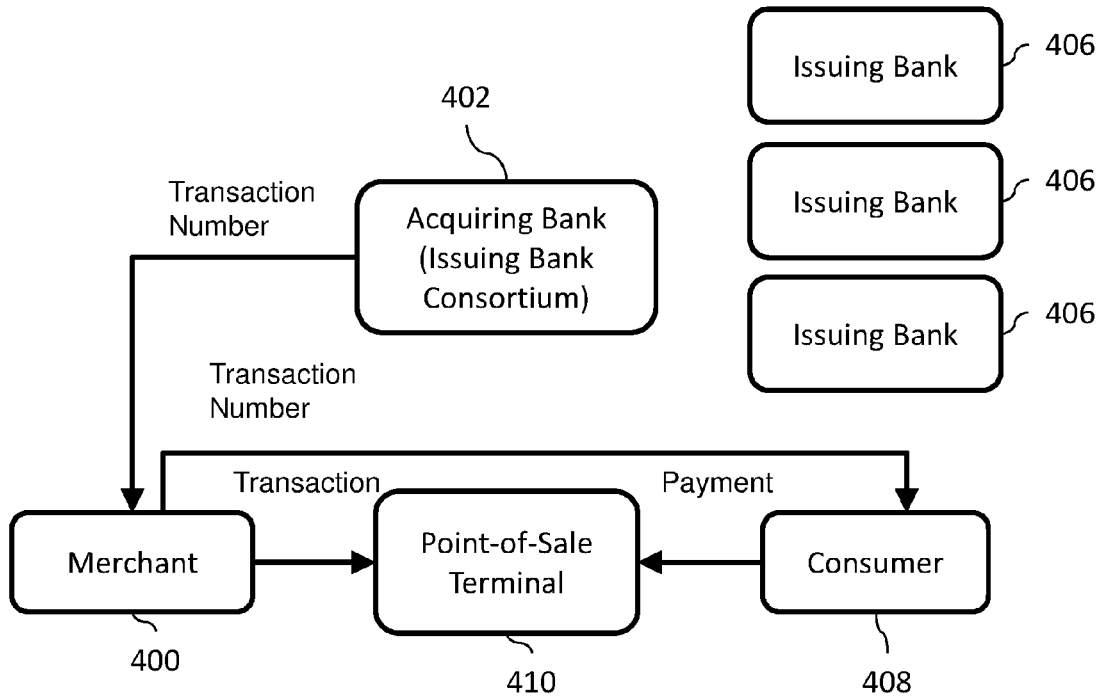 Issuing Bank
406
402
Issuing Bank
406
Transaction
Number
Acquiring Bank
(Issuing Bank
Consortium)
Issuing Bank
406
Transaction
Number
Transaction
Payment
Merchant
Point-of-Sale
Terminal
Consumer
400
410
408